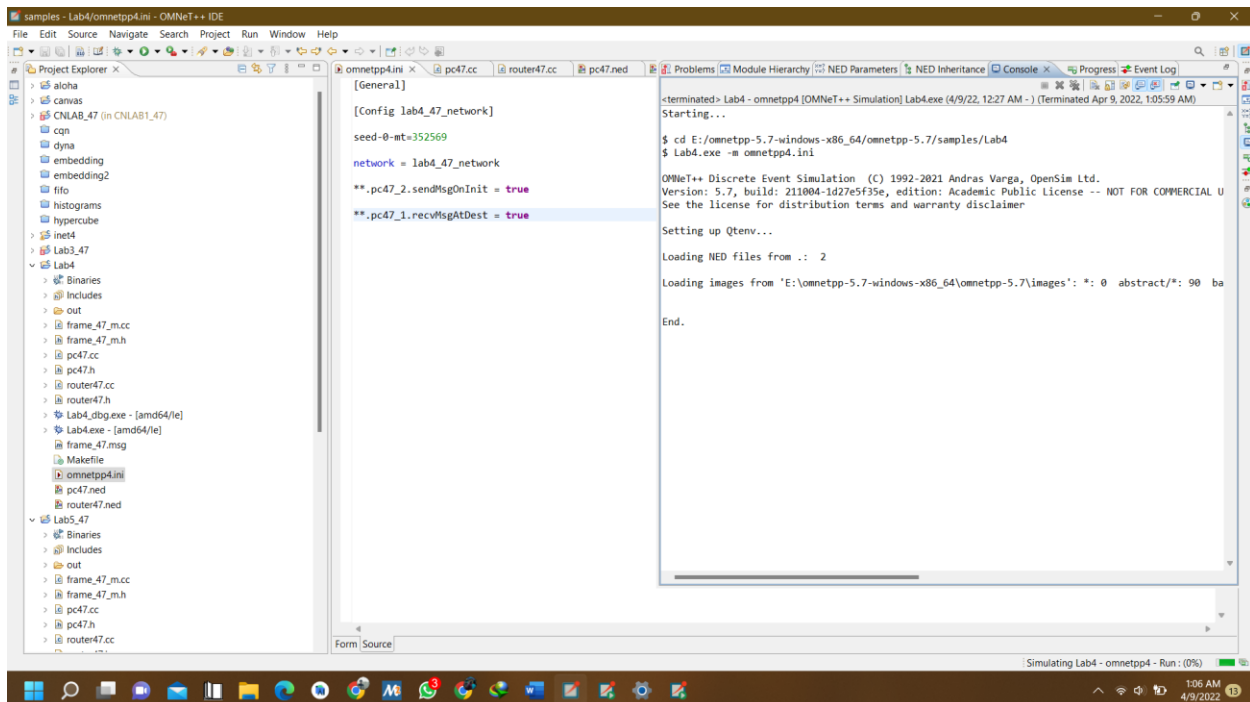 samples - Lab4/omnetpp4.ini - OMNeT++ IDE
File Edit Source Navigate Search Project Run Window Help
Project Explorer
aloha
canvas
CNLAB_47 (in CNLAB1_47)
cqn
dyna
embedding
embedding2
fifo
histograms
hypercube
inet4
Lab3_47
Lab4
Binaries
Includes
out
frame_47_m.cc
frame_47_m.h
pc47.cc
pc47.h
router47.cc
router47.h
Lab4_dbg.exe - [amd64/le]
Lab4.exe - [amd64/le]
frame_47.msg
Makefile
omnetpp4.ini
pc47.ned
router47.ned
Lab5_47
Binaries
Includes
out
frame_47_m.cc
frame_47_m.h
pc47.cc
pc47.h
router47.cc
omnetpp4.ini pc47.cc router47.cc pc47.ned
[General]
[Config lab4_47_network]
seed-0-mt=352569
network = lab4_47_network
**.pc47_2.sendMsgOnInit = true
**.pc47_1.recvMsgAtDest = true
Form Source
Problems Module Hierarchy NED Parameters NED Inheritance Console Progress Event Log
<terminated> Lab4 - omnetpp4 [OMNeT++ Simulation] Lab4.exe (4/9/22, 12:27 AM - ) (Terminated Apr 9, 2022, 1:05:59 AM)
Starting...
$ cd E:/omnetpp-5.7-windows-x86_64/omnetpp-5.7/samples/Lab4
$ Lab4.exe -m omnetpp4.ini
OMNeT++ Discrete Event Simulation (C) 1992-2021 Andras Varga, OpenSim Ltd.
Version: 5.7, build: 211004-1d27e5f35e, edition: Academic Public License -- NOT FOR COMMERCIAL U
See the license for distribution terms and warranty disclaimer
Setting up Qtenv...
Loading NED files from .: 2
Loading images from 'E:\omnetpp-5.7-windows-x86_64\omnetpp-5.7\images': *: 0 abstract/*: 90 ba
End.
Simulating Lab4 - omnetpp4 - Run : (0%)
3
1:06 AM
4/9/2022
13